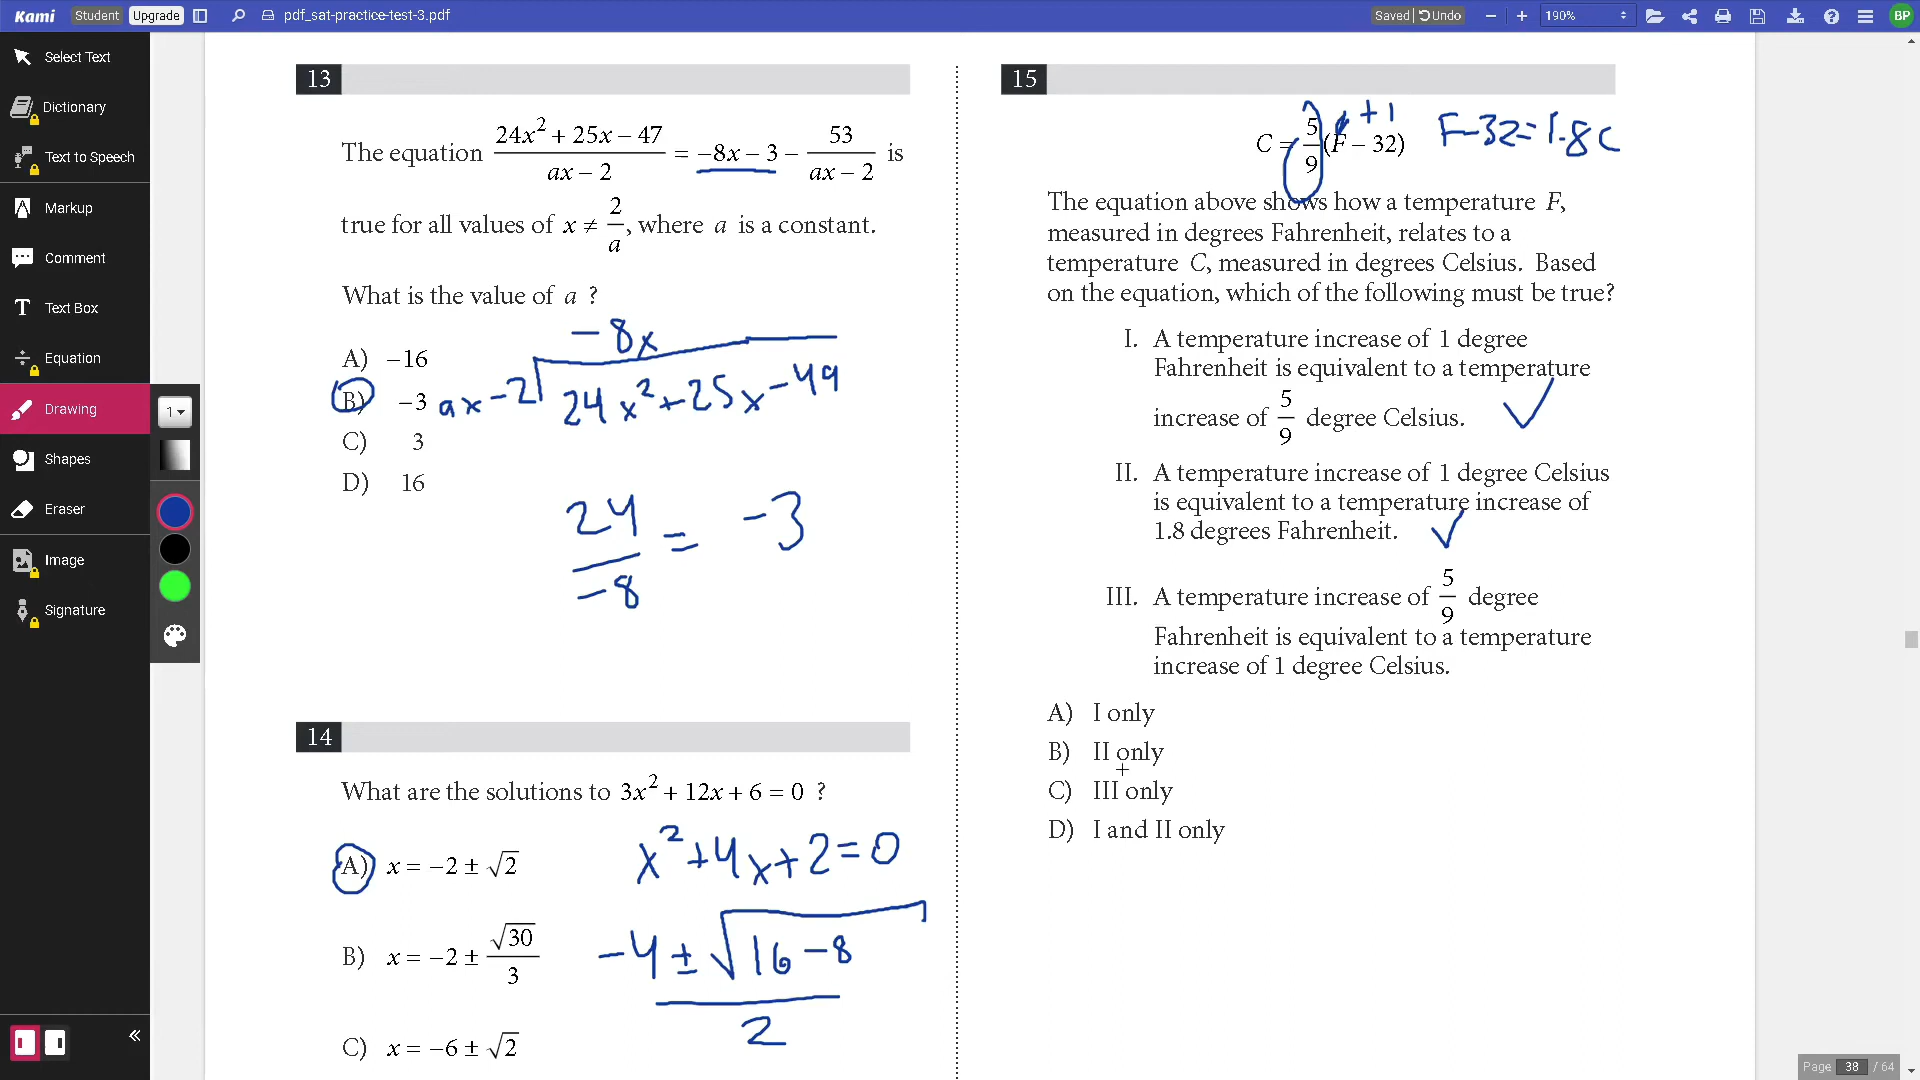 Kami Student Upgrade pdf_sat-practice-test-3.pdf Saved Undo 190% BP
Select Text
Dictionary
Text to Speech
Markup
Comment
Text Box
Equation
Drawing
Shapes
Eraser
Image
Signature
1
13
The equation (24x² + 25x − 47)/(ax − 2) = −8x − 3 − 53/(ax − 2) is
true for all values of x ≠ 2/a, where a is a constant.
What is the value of a ?
A) −16
B) −3
C) 3
D) 16
−8x
ax −2 24x² +25x −49
24/−8 = −3
14
What are the solutions to 3x² + 12x + 6 = 0 ?
A) x = −2 ± √2
B) x = −2 ± √30/3
C) x = −6 ± √2
x² +4x+2=0
−4 ± √16 −8
2
15
+1
C = 5/9 (F − 32) F−32=1.8C
The equation above shows how a temperature F,
measured in degrees Fahrenheit, relates to a
temperature C, measured in degrees Celsius. Based
on the equation, which of the following must be true?
I. A temperature increase of 1 degree
Fahrenheit is equivalent to a temperature
increase of 5/9 degree Celsius.
II. A temperature increase of 1 degree Celsius
is equivalent to a temperature increase of
1.8 degrees Fahrenheit.
III. A temperature increase of 5/9 degree
Fahrenheit is equivalent to a temperature
increase of 1 degree Celsius.
A) I only
B) II only
C) III only
D) I and II only
Page 38 / 64